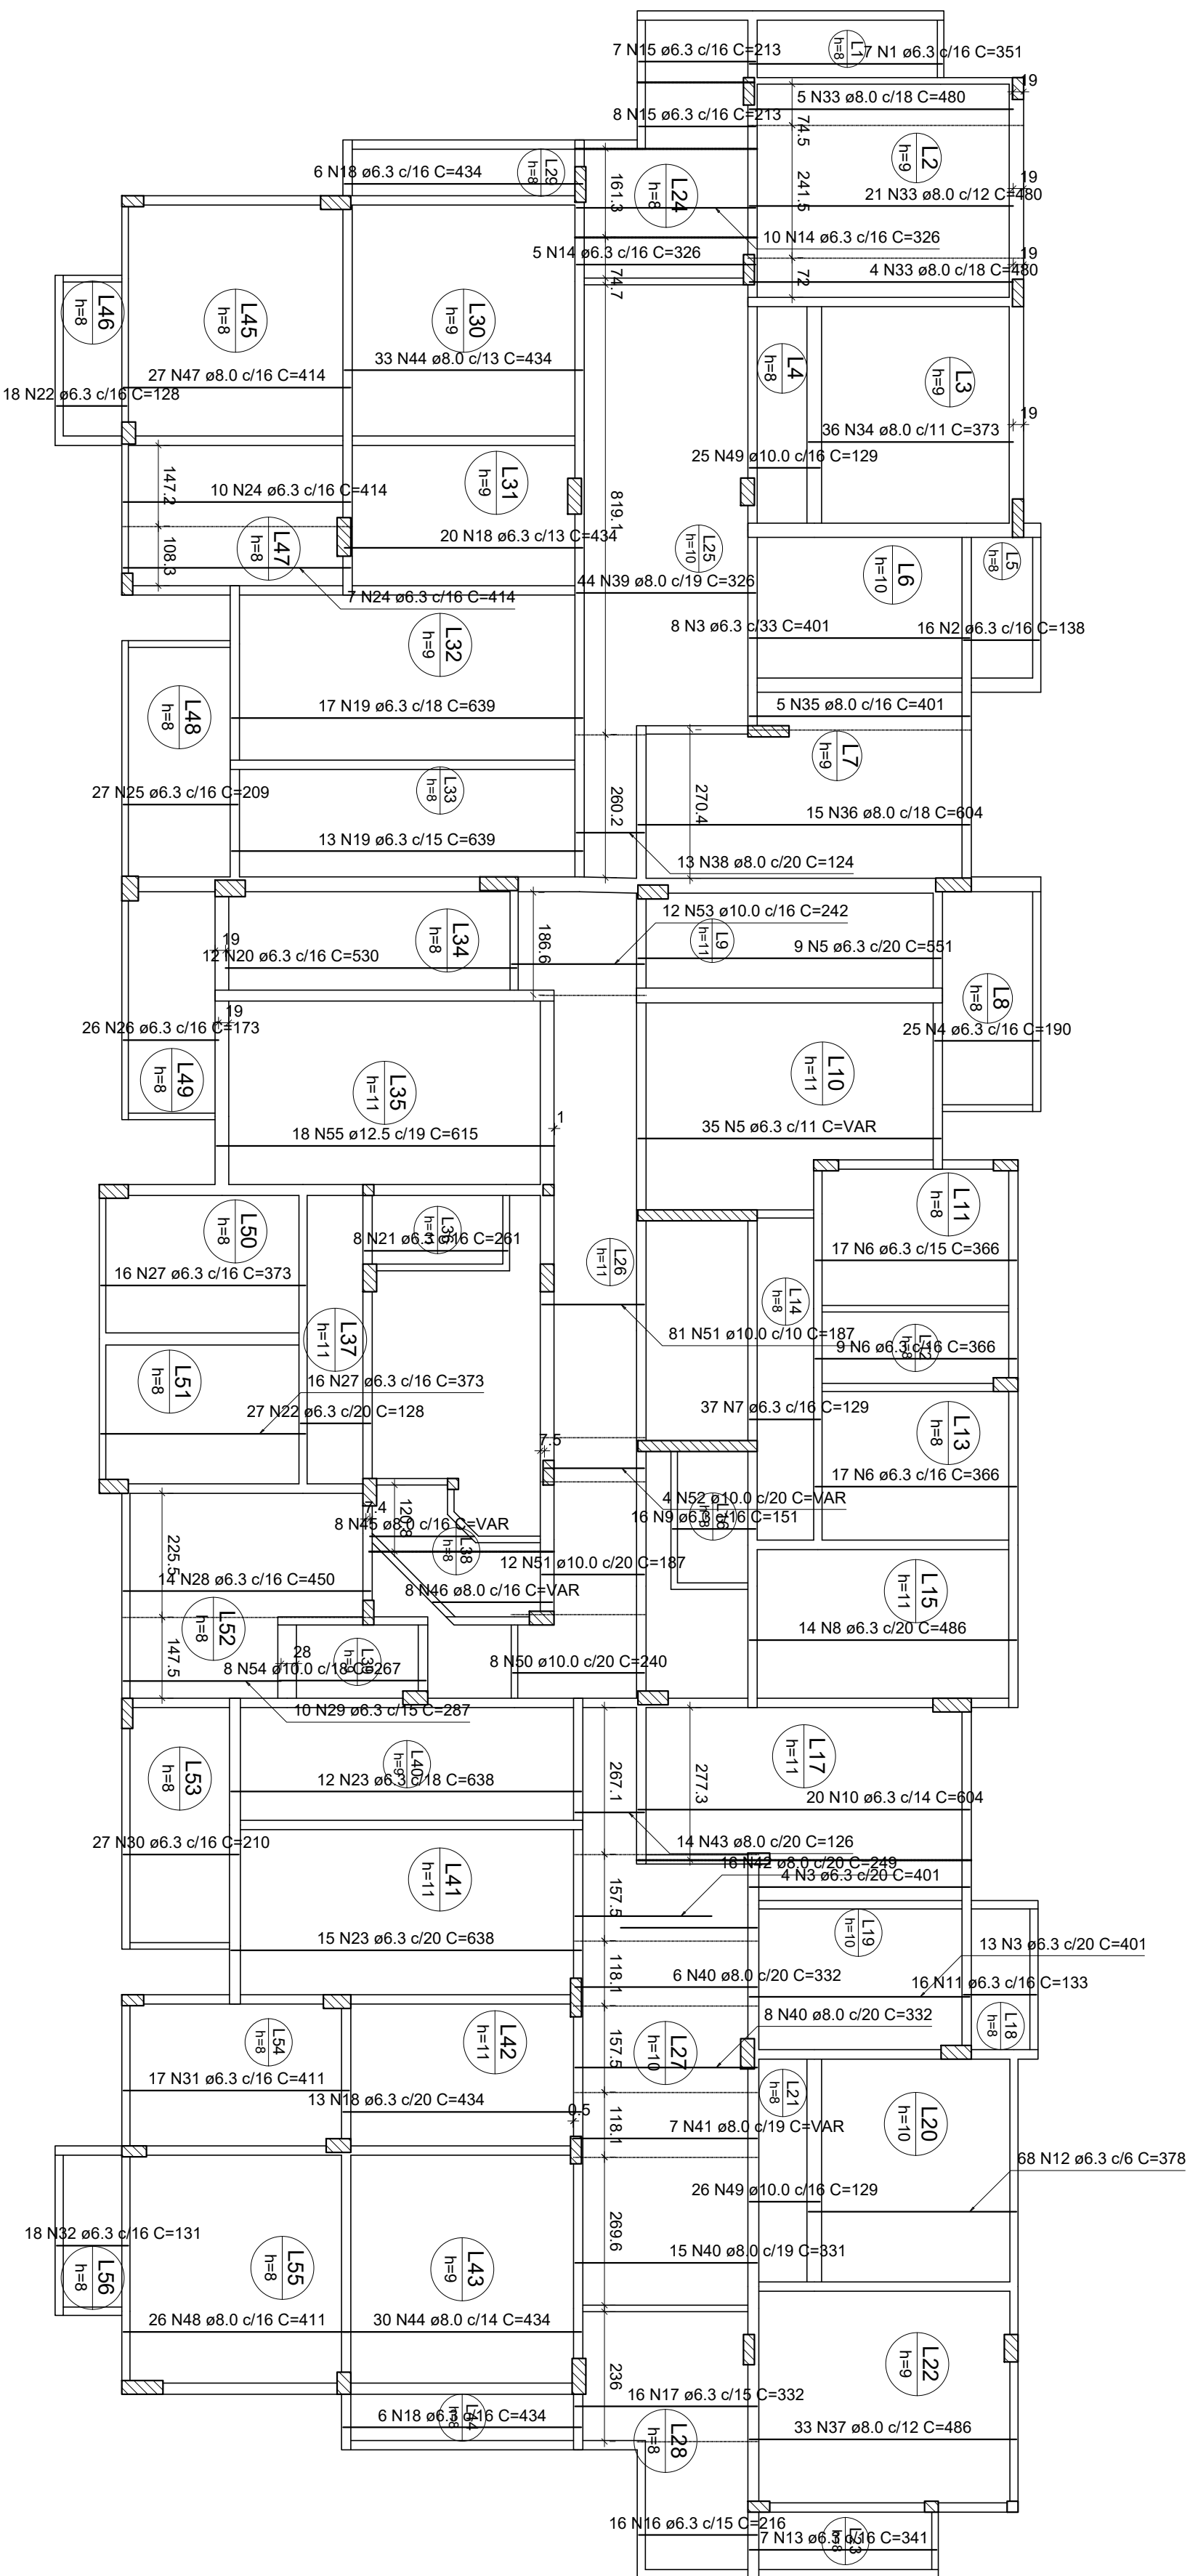 7 N15 ø6.3 c/16 C=213
L1
h=8
7 N1 ø6.3 c/16 C=351
19
5 N33 ø8.0 c/18 C=480
8 N15 ø6.3 c/16 C=213
74.5
L2
h=9
6 N18 ø6.3 c/16 C=434
L29
h=8
161.3
L24
h=8
241.5
19
21 N33 ø8.0 c/12 C=480
10 N14 ø6.3 c/16 C=326
5 N14 ø6.3 c/16 C=326
19
4 N33 ø8.0 c/18 C=480
74.7
72
L46
h=8
L45
h=8
L30
h=9
L4
h=8
L3
h=9
33 N44 ø8.0 c/13 C=434
27 N47 ø8.0 c/16 C=414
18 N22 ø6.3 c/16 C=128
19
36 N34 ø8.0 c/11 C=373
25 N49 ø10.0 c/16 C=129
147.2
10 N24 ø6.3 c/16 C=414
L31
h=9
819.1
20 N18 ø6.3 c/13 C=434
L47
h=8
108.3
L25
h=10
L6
h=10
L5
h=8
44 N39 ø8.0 c/19 C=326
7 N24 ø6.3 c/16 C=414
8 N3 ø6.3 c/33 C=401
16 N2 ø6.3 c/16 C=138
L32
h=9
17 N19 ø6.3 c/18 C=639
5 N35 ø8.0 c/16 C=401
L48
h=8
L7
h=9
27 N25 ø6.3 c/16 C=209
L33
h=8
260.2
270.4
15 N36 ø8.0 c/18 C=604
13 N19 ø6.3 c/15 C=639
13 N38 ø8.0 c/20 C=124
12 N53 ø10.0 c/16 C=242
19
12 N20 ø6.3 c/16 C=530
L34
h=8
186.6
L9
h=11
9 N5 ø6.3 c/20 C=551
L8
h=8
19
26 N26 ø6.3 c/16 C=173
25 N4 ø6.3 c/16 C=190
L49
h=8
L35
h=11
L10
h=11
1
18 N55 ø12.5 c/19 C=615
35 N5 ø6.3 c/11 C=VAR
L50
h=8
L36
8 N21 ø6.3 c/16 C=261
L11
h=8
17 N6 ø6.3 c/15 C=366
L26
h=11
16 N27 ø6.3 c/16 C=373
L14
h=8
L37
h=11
81 N51 ø10.0 c/10 C=187
L12
h=8
9 N6 ø6.3 c/16 C=366
L51
h=8
16 N27 ø6.3 c/16 C=373
27 N22 ø6.3 c/20 C=128
37 N7 ø6.3 c/16 C=129
L13
h=8
7.5
17 N6 ø6.3 c/16 C=366
4 N52 ø10.0 c/20 C=VAR
7.4
120.8
L16
h=8
16 N9 ø6.3 c/16 C=151
8 N45 ø8.0 c/16 C=VAR
225.5
L38
h=8
12 N51 ø10.0 c/20 C=187
14 N28 ø6.3 c/16 C=450
8 N46 ø8.0 c/16 C=VAR
L15
h=11
L52
h=8
14 N8 ø6.3 c/20 C=486
147.5
28
L39
8 N54 ø10.0 c/18 C=267
8 N50 ø10.0 c/20 C=240
10 N29 ø6.3 c/15 C=287
L53
h=8
L40
h=9
12 N23 ø6.3 c/18 C=638
267.1
277.3
L17
h=11
20 N10 ø6.3 c/14 C=604
27 N30 ø6.3 c/16 C=210
14 N43 ø8.0 c/20 C=126
16 N42 ø8.0 c/20 C=249
4 N3 ø6.3 c/20 C=401
L41
h=11
157.5
15 N23 ø6.3 c/20 C=638
L19
h=10
13 N3 ø6.3 c/20 C=401
118.1
6 N40 ø8.0 c/20 C=332
16 N11 ø6.3 c/16 C=133
8 N40 ø8.0 c/20 C=332
L18
h=8
L54
h=8
L42
h=11
157.5
L27
h=10
17 N31 ø6.3 c/16 C=411
13 N18 ø6.3 c/20 C=434
L21
h=8
L20
h=10
0.5
118.1
7 N41 ø8.0 c/19 C=VAR
68 N12 ø6.3 c/6 C=378
26 N49 ø10.0 c/16 C=129
18 N32 ø6.3 c/16 C=131
269.6
15 N40 ø8.0 c/19 C=331
L56
h=8
L55
h=8
L43
h=9
26 N48 ø8.0 c/16 C=411
30 N44 ø8.0 c/14 C=434
L22
h=9
236
16 N17 ø6.3 c/15 C=332
6 N18 ø6.3 c/16 C=434
L44
h=8
L28
h=8
33 N37 ø8.0 c/12 C=486
16 N16 ø6.3 c/15 C=216
L23
h=8
7 N13 ø6.3 c/16 C=341